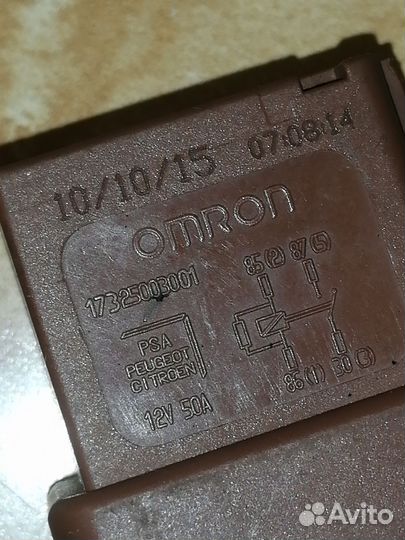 10/10/15 07:08:14
OMRON
17325003001
85(2) 87(5)
PSA
PEUGEOT
CITROEN
86(1) 30(3)
12V 50A
Avito